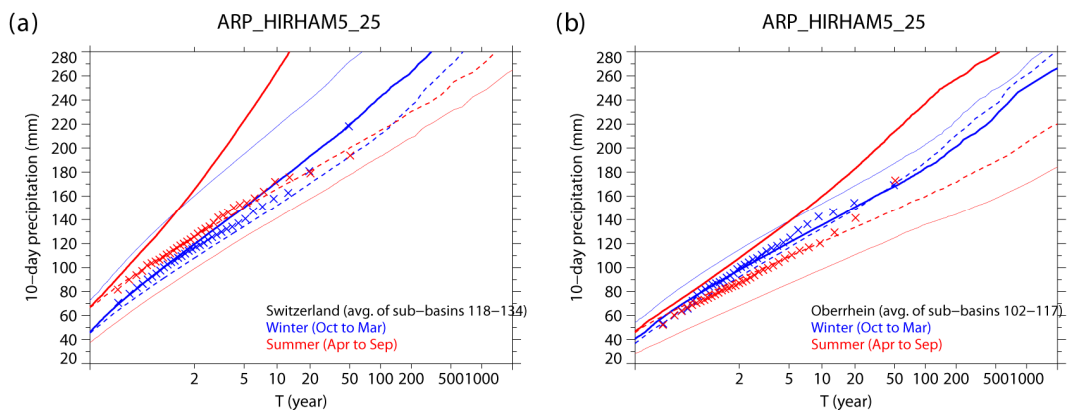 (a) ARP_HIRHAM5_25
280
260
240
220
200
180
160
140
120
100
80
60
40
20
10−day precipitation (mm)
Switzerland (avg. of sub−basins 118−134)
Winter (Oct to Mar)
Summer (Apr to Sep)
2 5 10 20 50 100 200 500 1000
T (year)
(b) ARP_HIRHAM5_25
280
260
240
220
200
180
160
140
120
100
80
60
40
20
10−day precipitation (mm)
Oberrhein (avg. of sub−basins 102−117)
Winter (Oct to Mar)
Summer (Apr to Sep)
2 5 10 20 50 100 200 500 1000
T (year)